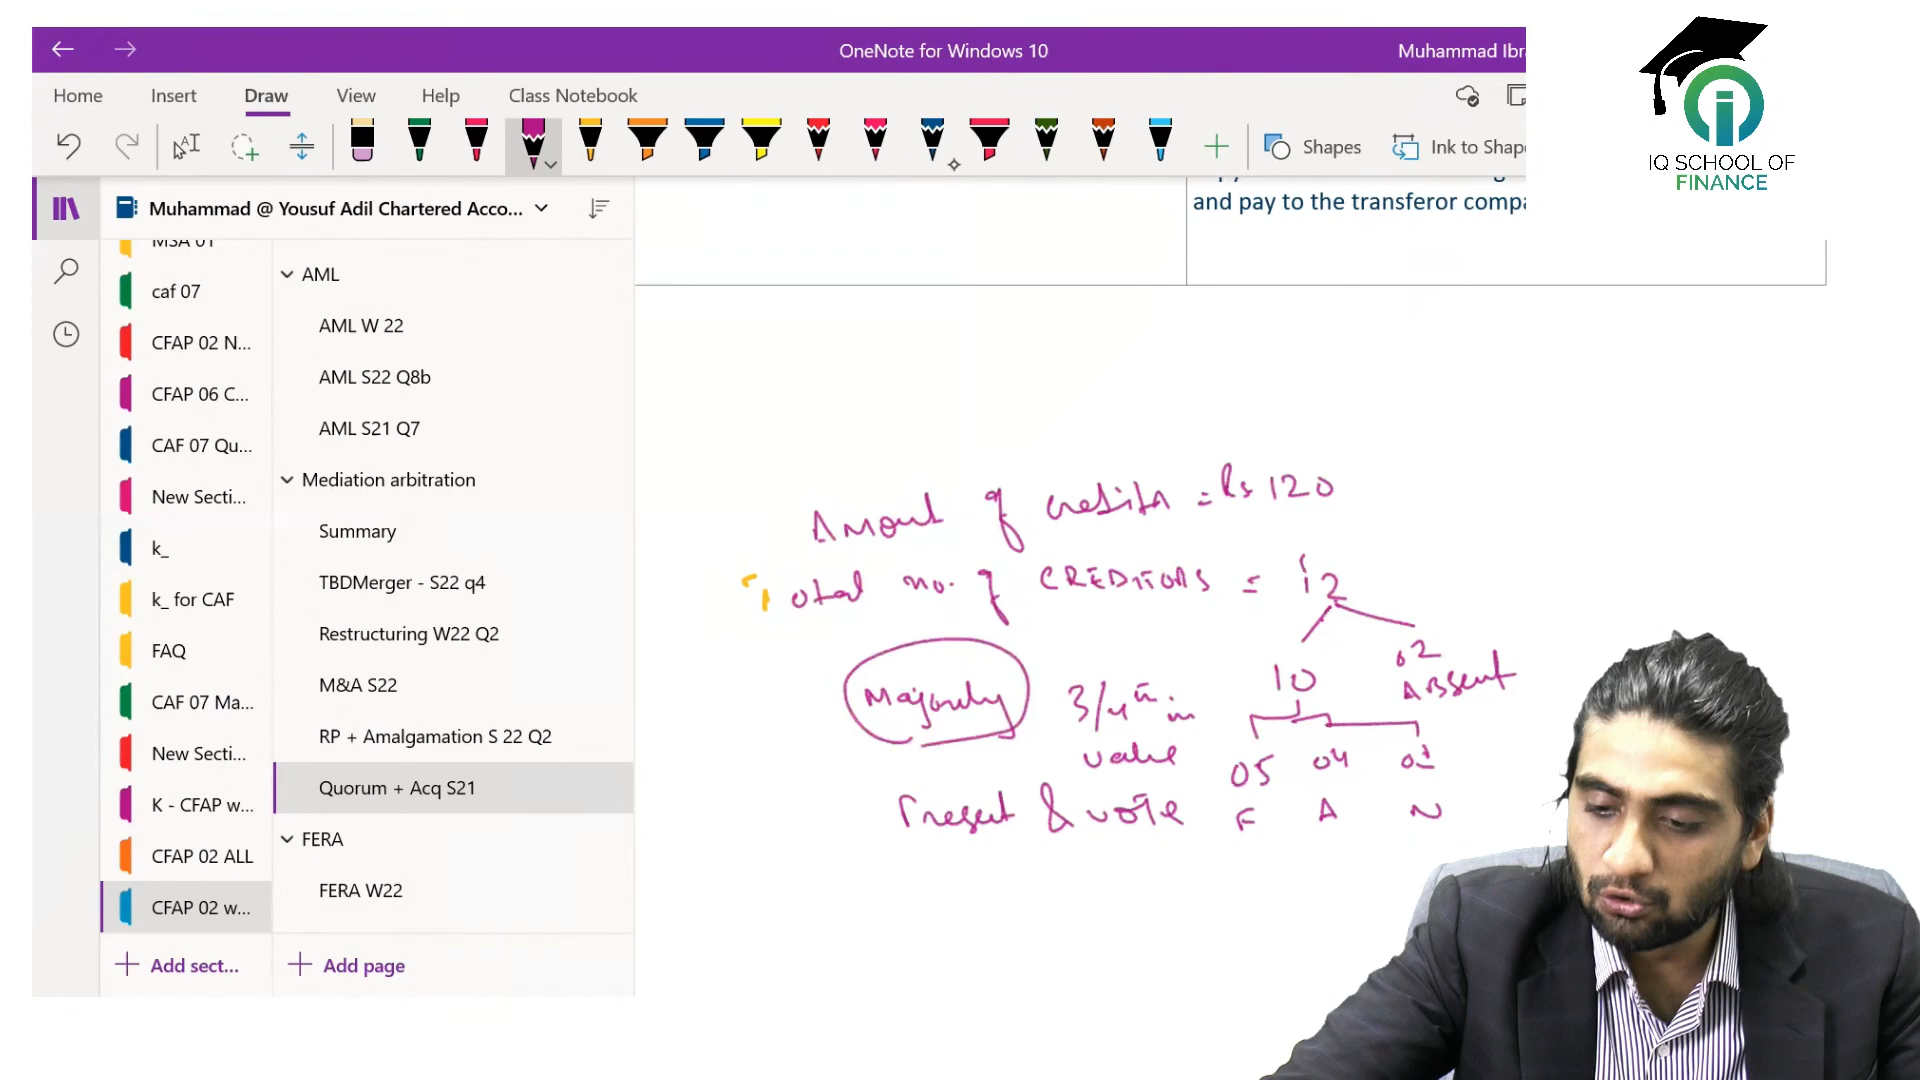 OneNote for Windows 10
Muhammad Ibra
Home Insert Draw View Help Class Notebook
Shapes
Ink to Shap
IQ SCHOOL OF
FINANCE
Muhammad @ Yousuf Adil Chartered Acco...
MSA 01
caf 07
CFAP 02 N...
CFAP 06 C...
CAF 07 Qu...
New Secti...
k_
k_ for CAF
FAQ
CAF 07 Ma...
New Secti...
K - CFAP w...
CFAP 02 ALL
CFAP 02 w...
Add sect...
AML
AML W 22
AML S22 Q8b
AML S21 Q7
Mediation arbitration
Summary
TBDMerger - S22 q4
Restructuring W22 Q2
M&A S22
RP + Amalgamation S 22 Q2
Quorum + Acq S21
FERA
FERA W22
Add page
and pay to the transferor compa
Amount of = Rs 120
Total no. of CREDITORS = 12
10
02
Absent
Majority
3/4th in
value
05 04 01
Present & vote
F A N